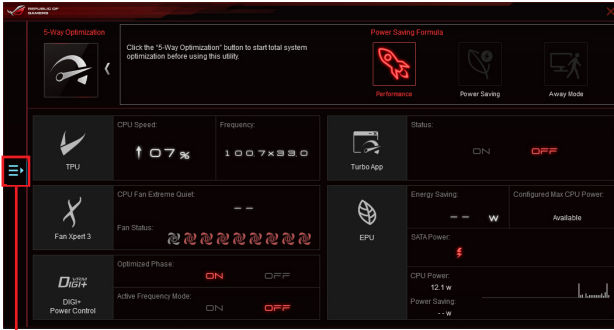 REPUBLIC OF
GAMERS
5-Way Optimization
Click the "5-Way Optimization" button to start total system
optimization before using this utility.
Power Saving Formula
Performance
Power Saving
Away Mode
TPU
CPU Speed:
107%
Frequency:
100.7x33.0
Turbo App
Status:
ON
OFF
Fan Xpert 3
CPU Fan Extreme Quiet:
--
Fan Status:
EPU
Energy Saving:
-- W
Configured Max CPU Power:
Available
SATA Power:
CPU Power:
12.1 w
Power Saving:
-- w
DIGI+ VRM
DIGI+
Power Control
Optimized Phase:
ON
OFF
Active Frequency Mode:
ON
OFF